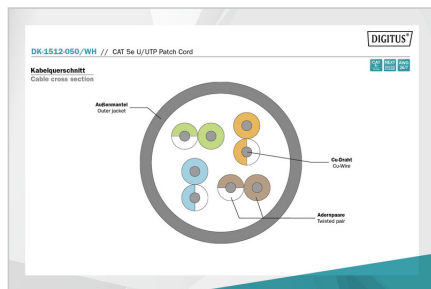 DIGITUS®
DK-1512-050/WH // CAT 5e U/UTP Patch Cord
Kabelquerschnitt
Cable cross section
Außenmantel
Outer jacket
Cu-Draht
Cu-Wire
Adernpaare
Twisted pair